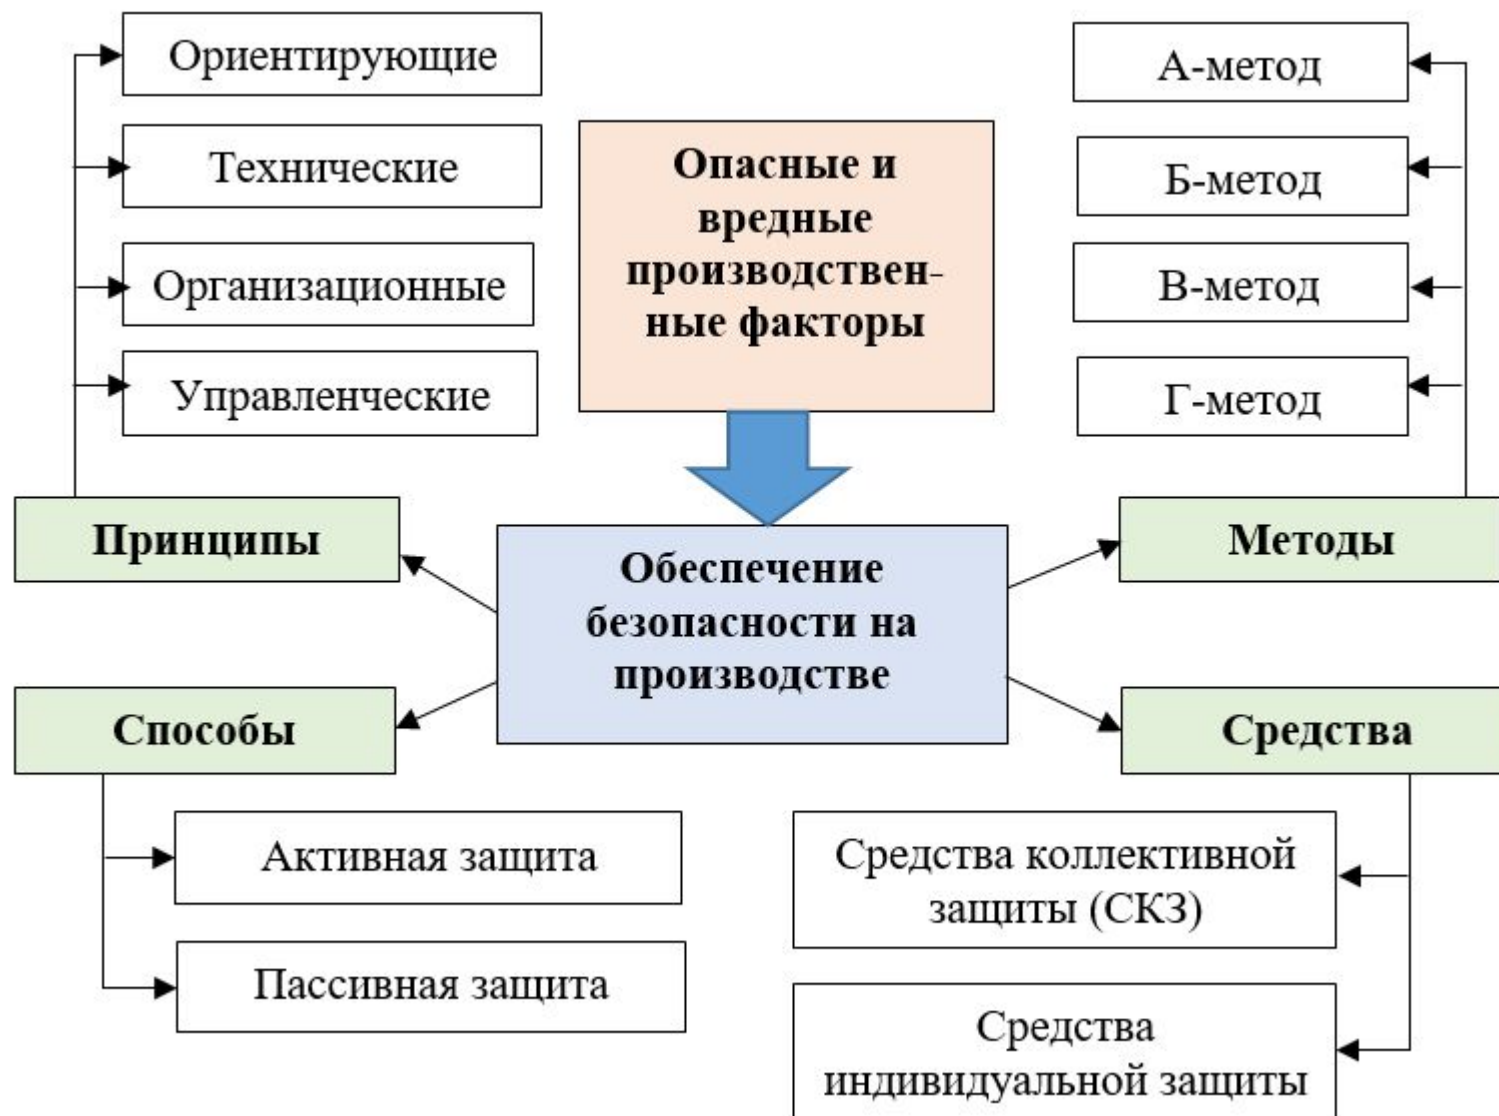 Ориентирующие
Технические
Организационные
Управленческие
Принципы
Опасные и
вредные
производствен-
ные факторы
А-метод
Б-метод
В-метод
Г-метод
Методы
Обеспечение
безопасности на
производстве
Способы
Активная защита
Пассивная защита
Средства
Средства коллективной
защиты (СКЗ)
Средства
индивидуальной защиты